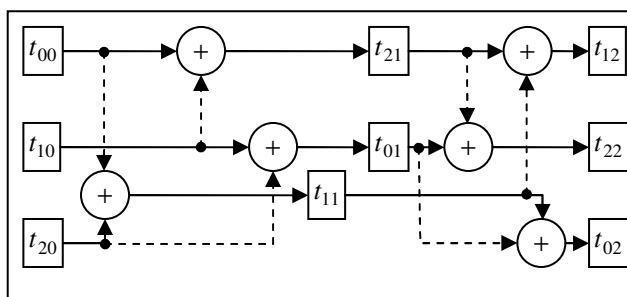 t00 + t21 + t12
t10 + t01 + t22
+ t11
t20 + t02